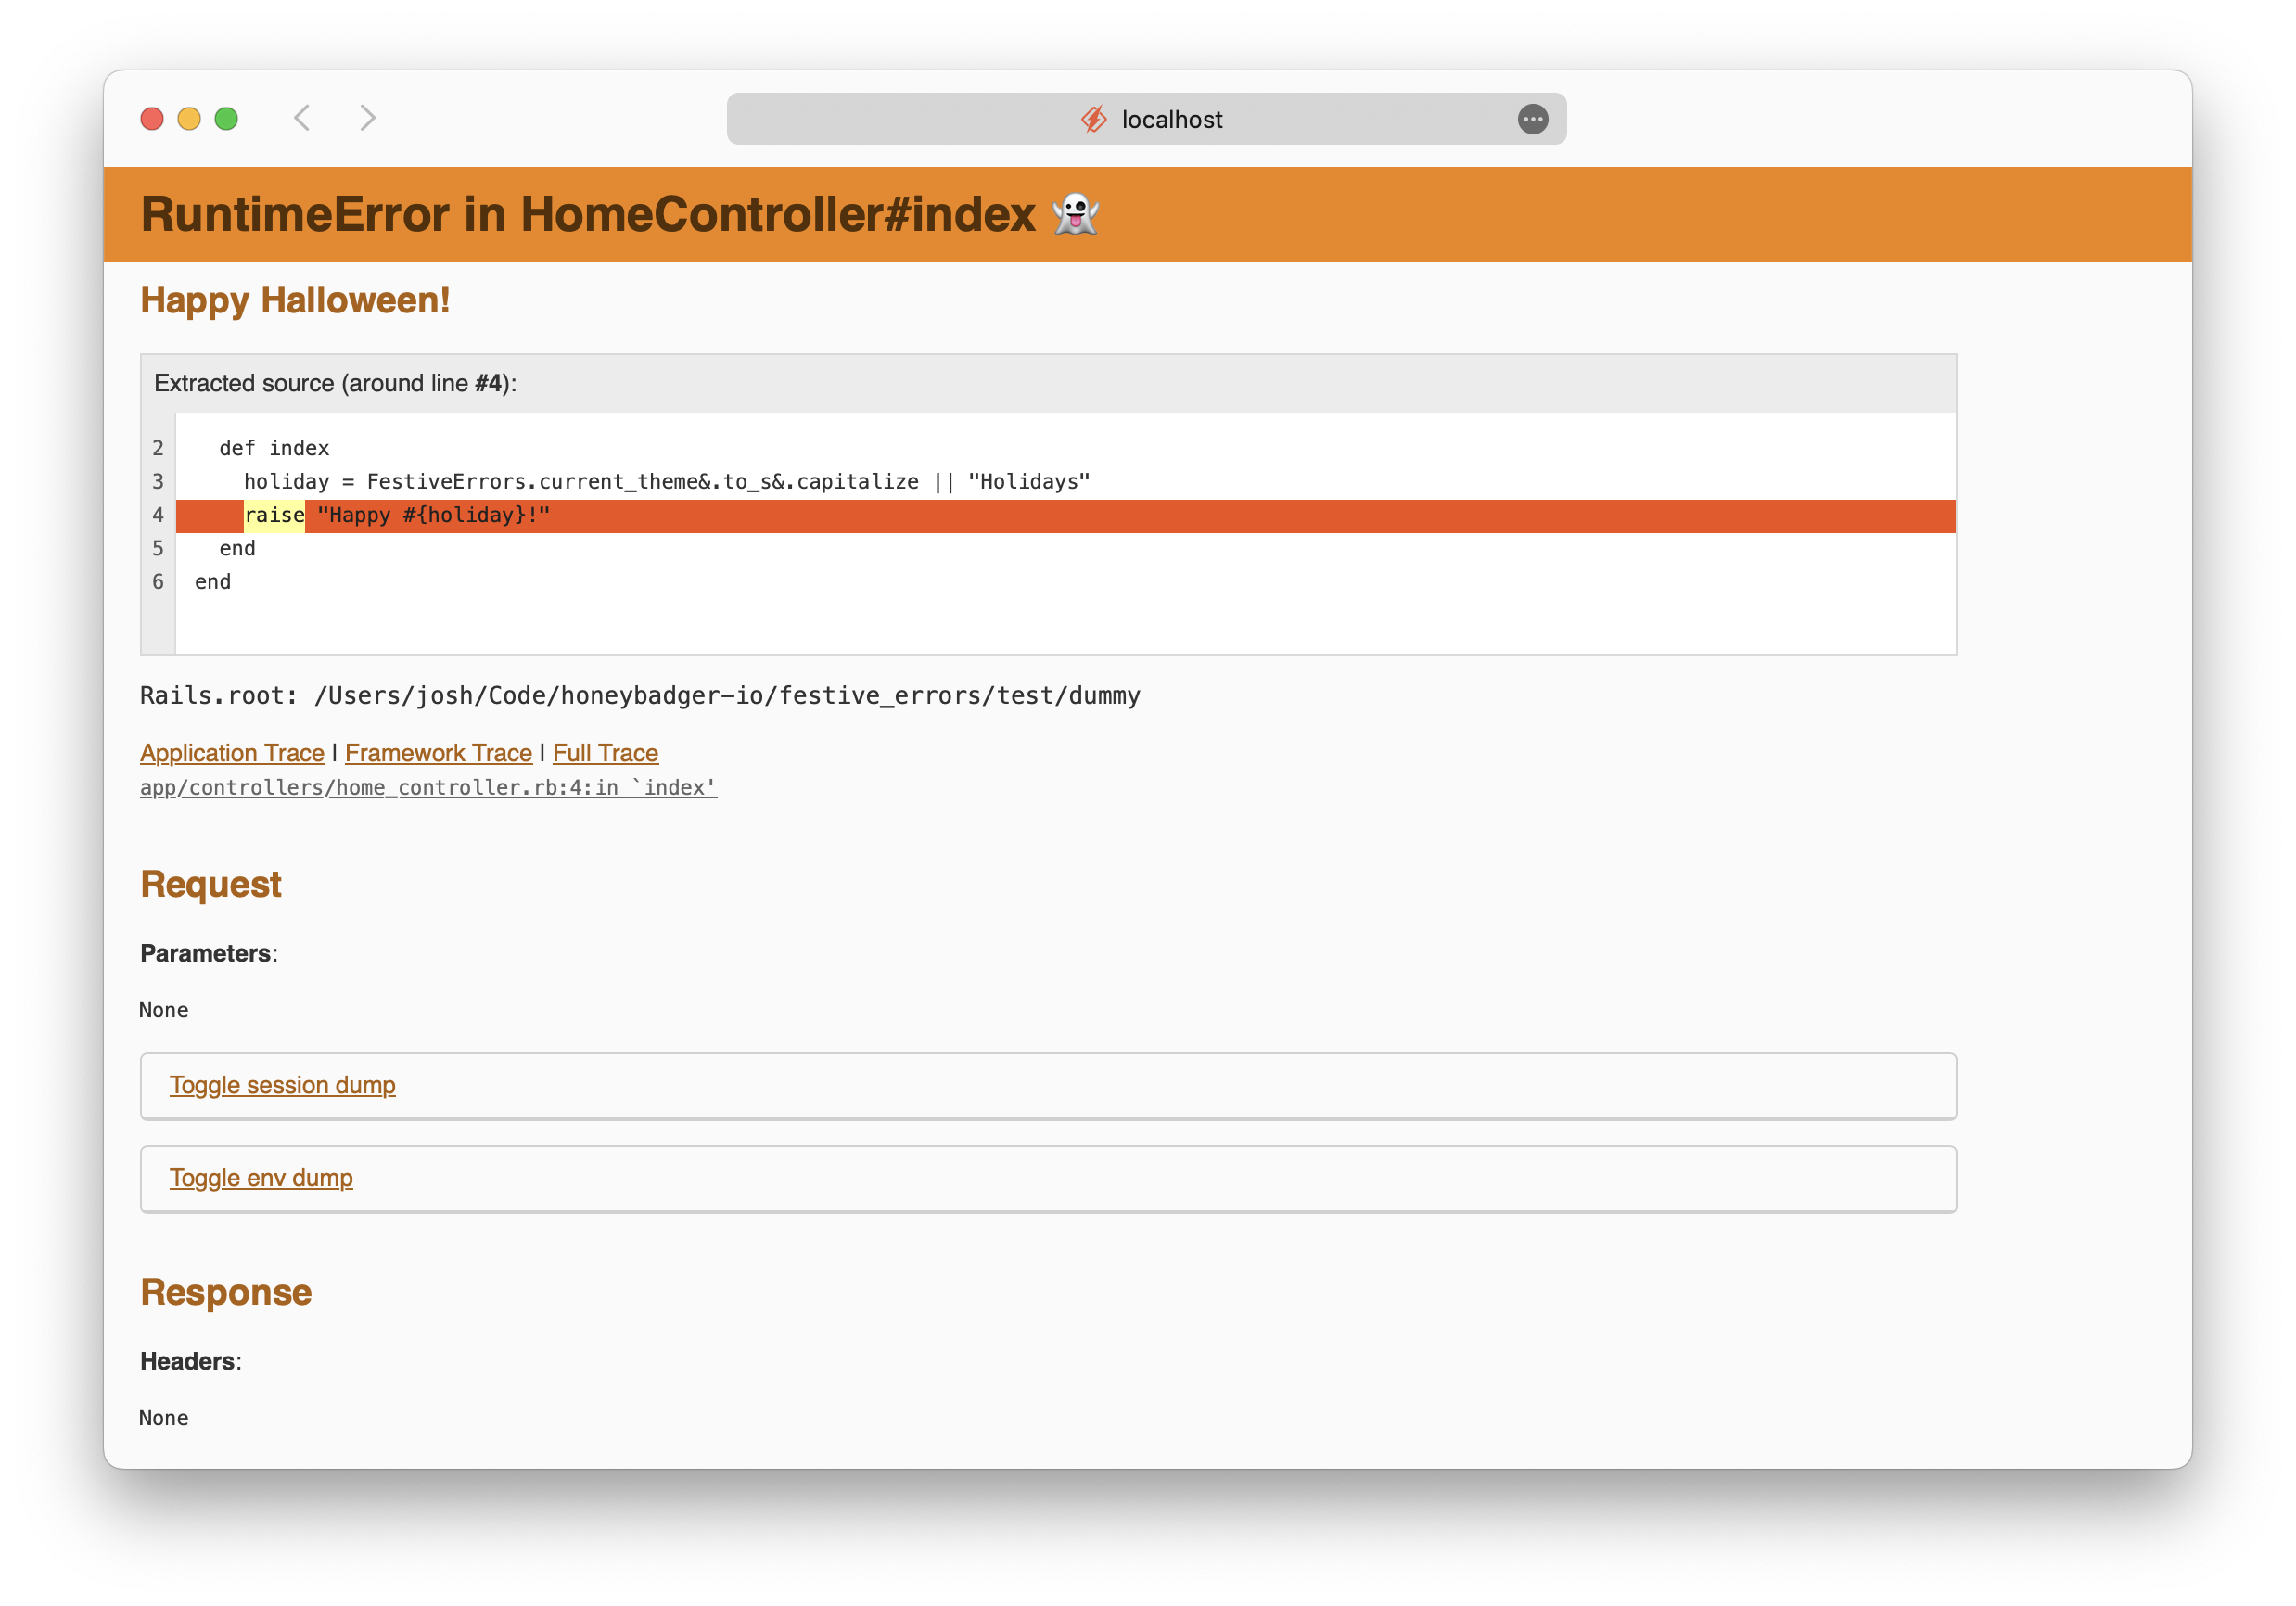 localhost
RuntimeError in HomeController#index 👻
Happy Halloween!
Extracted source (around line #4):
2 def index
3 holiday = FestiveErrors.current_theme&.to_s&.capitalize || "Holidays"
4 raise "Happy #{holiday}!"
5 end
6 end
Rails.root: /Users/josh/Code/honeybadger-io/festive_errors/test/dummy
Application Trace | Framework Trace | Full Trace
app/controllers/home_controller.rb:4:in `index'
Request
Parameters:
None
Toggle session dump
Toggle env dump
Response
Headers:
None